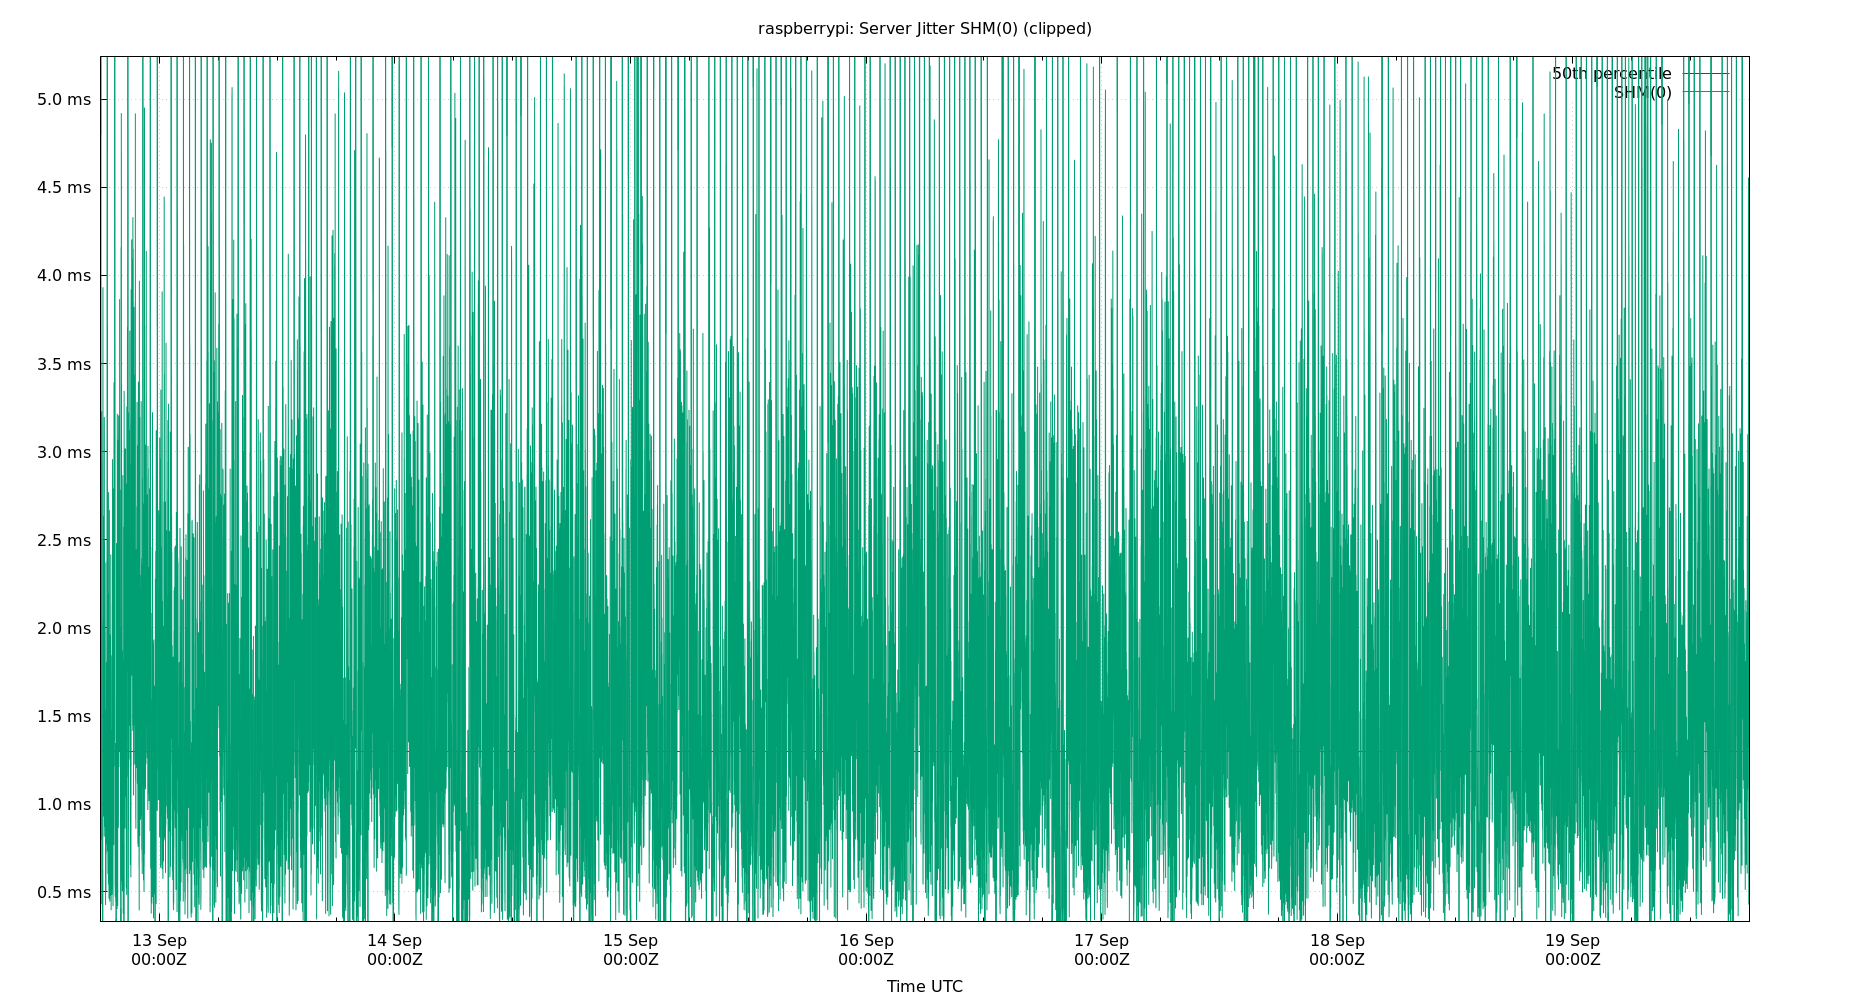 raspberrypi: Server Jitter SHM(0) (clipped)
50th percentile
SHM(0)
5.0 ms
4.5 ms
4.0 ms
3.5 ms
3.0 ms
2.5 ms
2.0 ms
1.5 ms
1.0 ms
0.5 ms
13 Sep 14 Sep 15 Sep 16 Sep 17 Sep 18 Sep 19 Sep
00:00Z 00:00Z 00:00Z 00:00Z 00:00Z 00:00Z 00:00Z
Time UTC